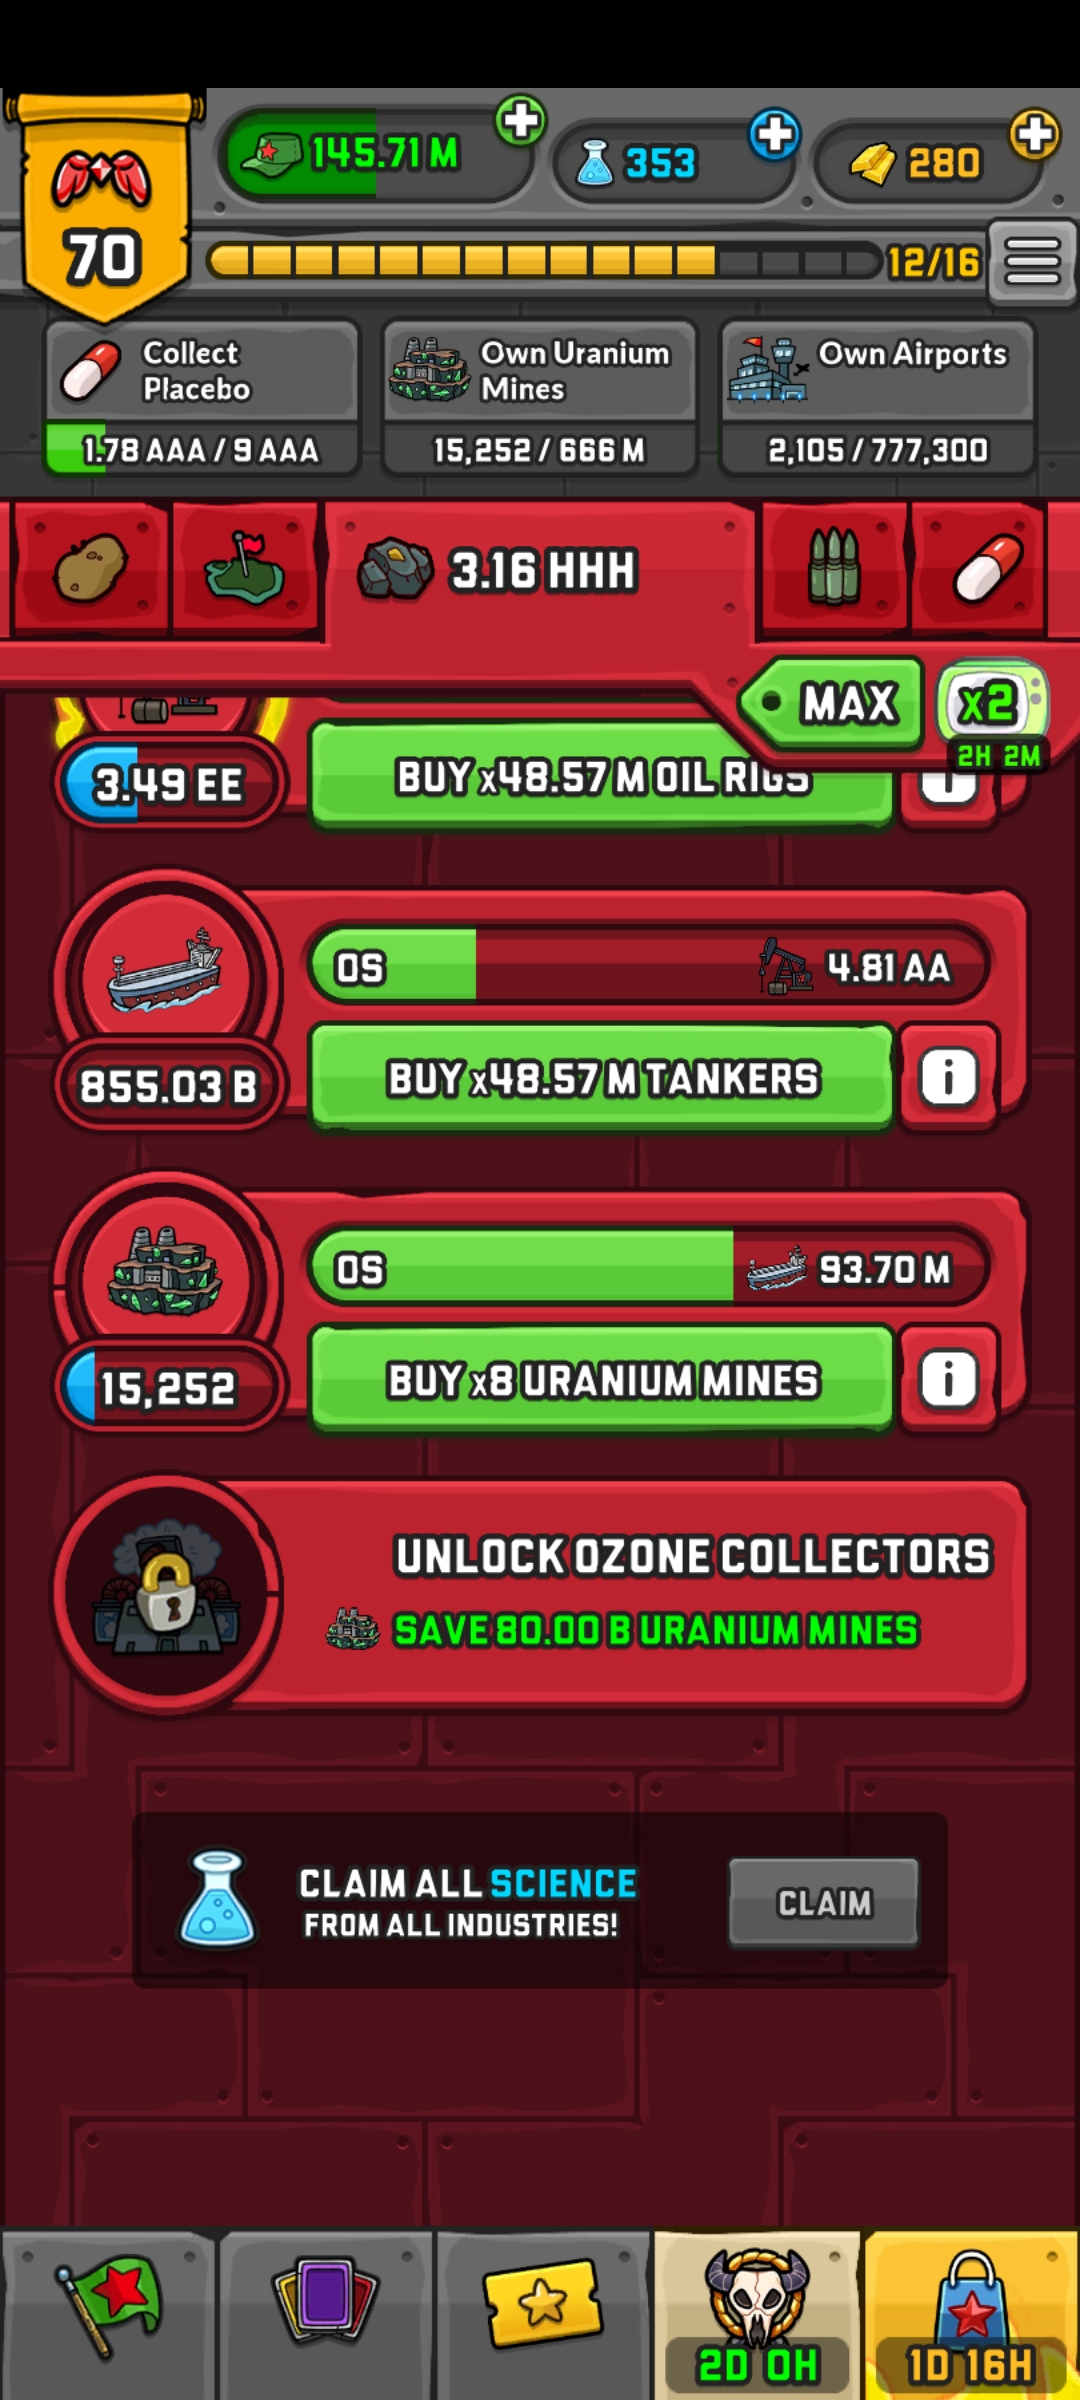 145.71 M
353
280
70
12/16
Collect
Placebo
Own Uranium
Mines
Own Airports
1.78 AAA / 9 AAA
15,252 / 666 M
2,105 / 777,300
3.16 HHH
MAX
x2
2H 2M
3.49 EE
BUY x48.57 M OIL RIGS
i
0S
4.81 AA
855.03 B
BUY x48.57 M TANKERS
i
0S
93.70 M
15,252
BUY x8 URANIUM MINES
i
UNLOCK OZONE COLLECTORS
SAVE 80.00 B URANIUM MINES
CLAIM ALL SCIENCE
FROM ALL INDUSTRIES!
CLAIM
2D 0H
1D 16H